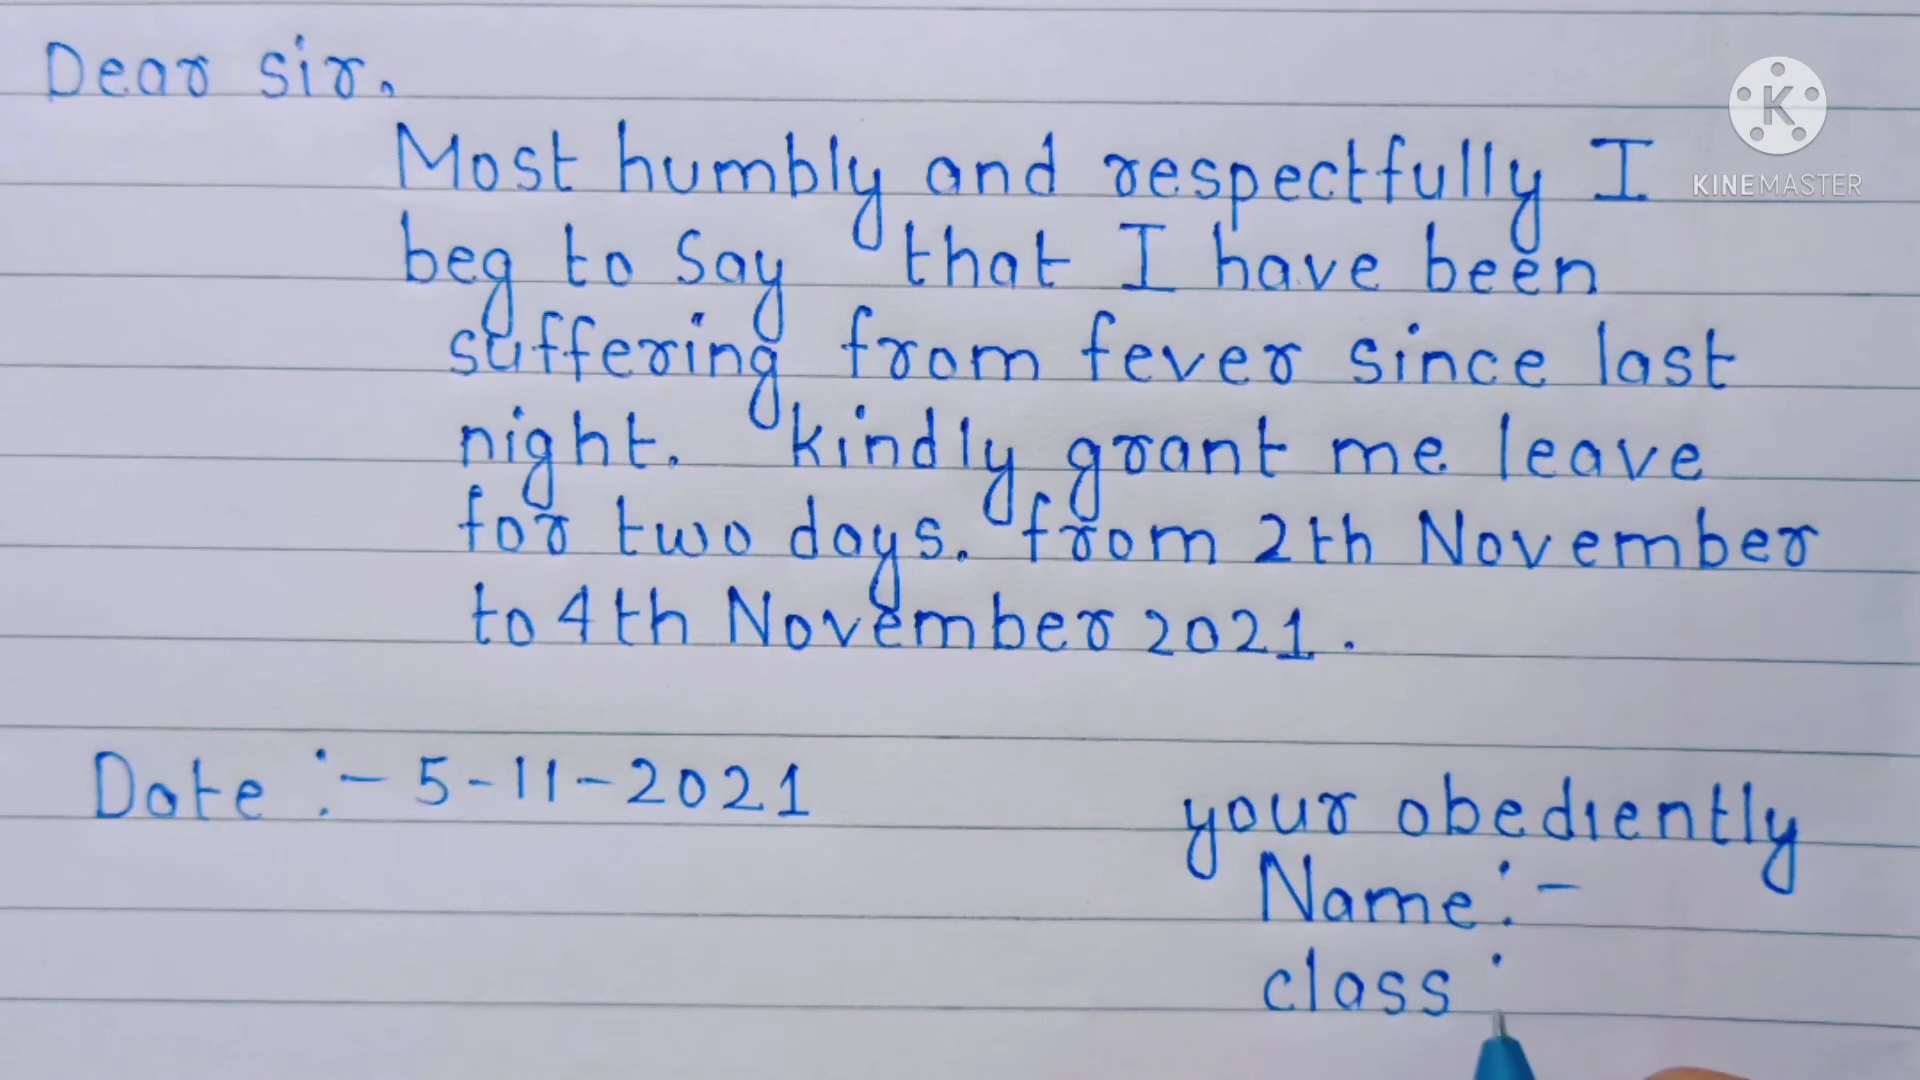 Dear sir,
Most humbly and respectfully I
beg to say that I have been
suffering from fever since last
night. kindly grant me leave
for two days. from 2th November
to 4th November 2021.
Date :- 5-11-2021
your obediently
Name :-
class :
K
KINEMASTER